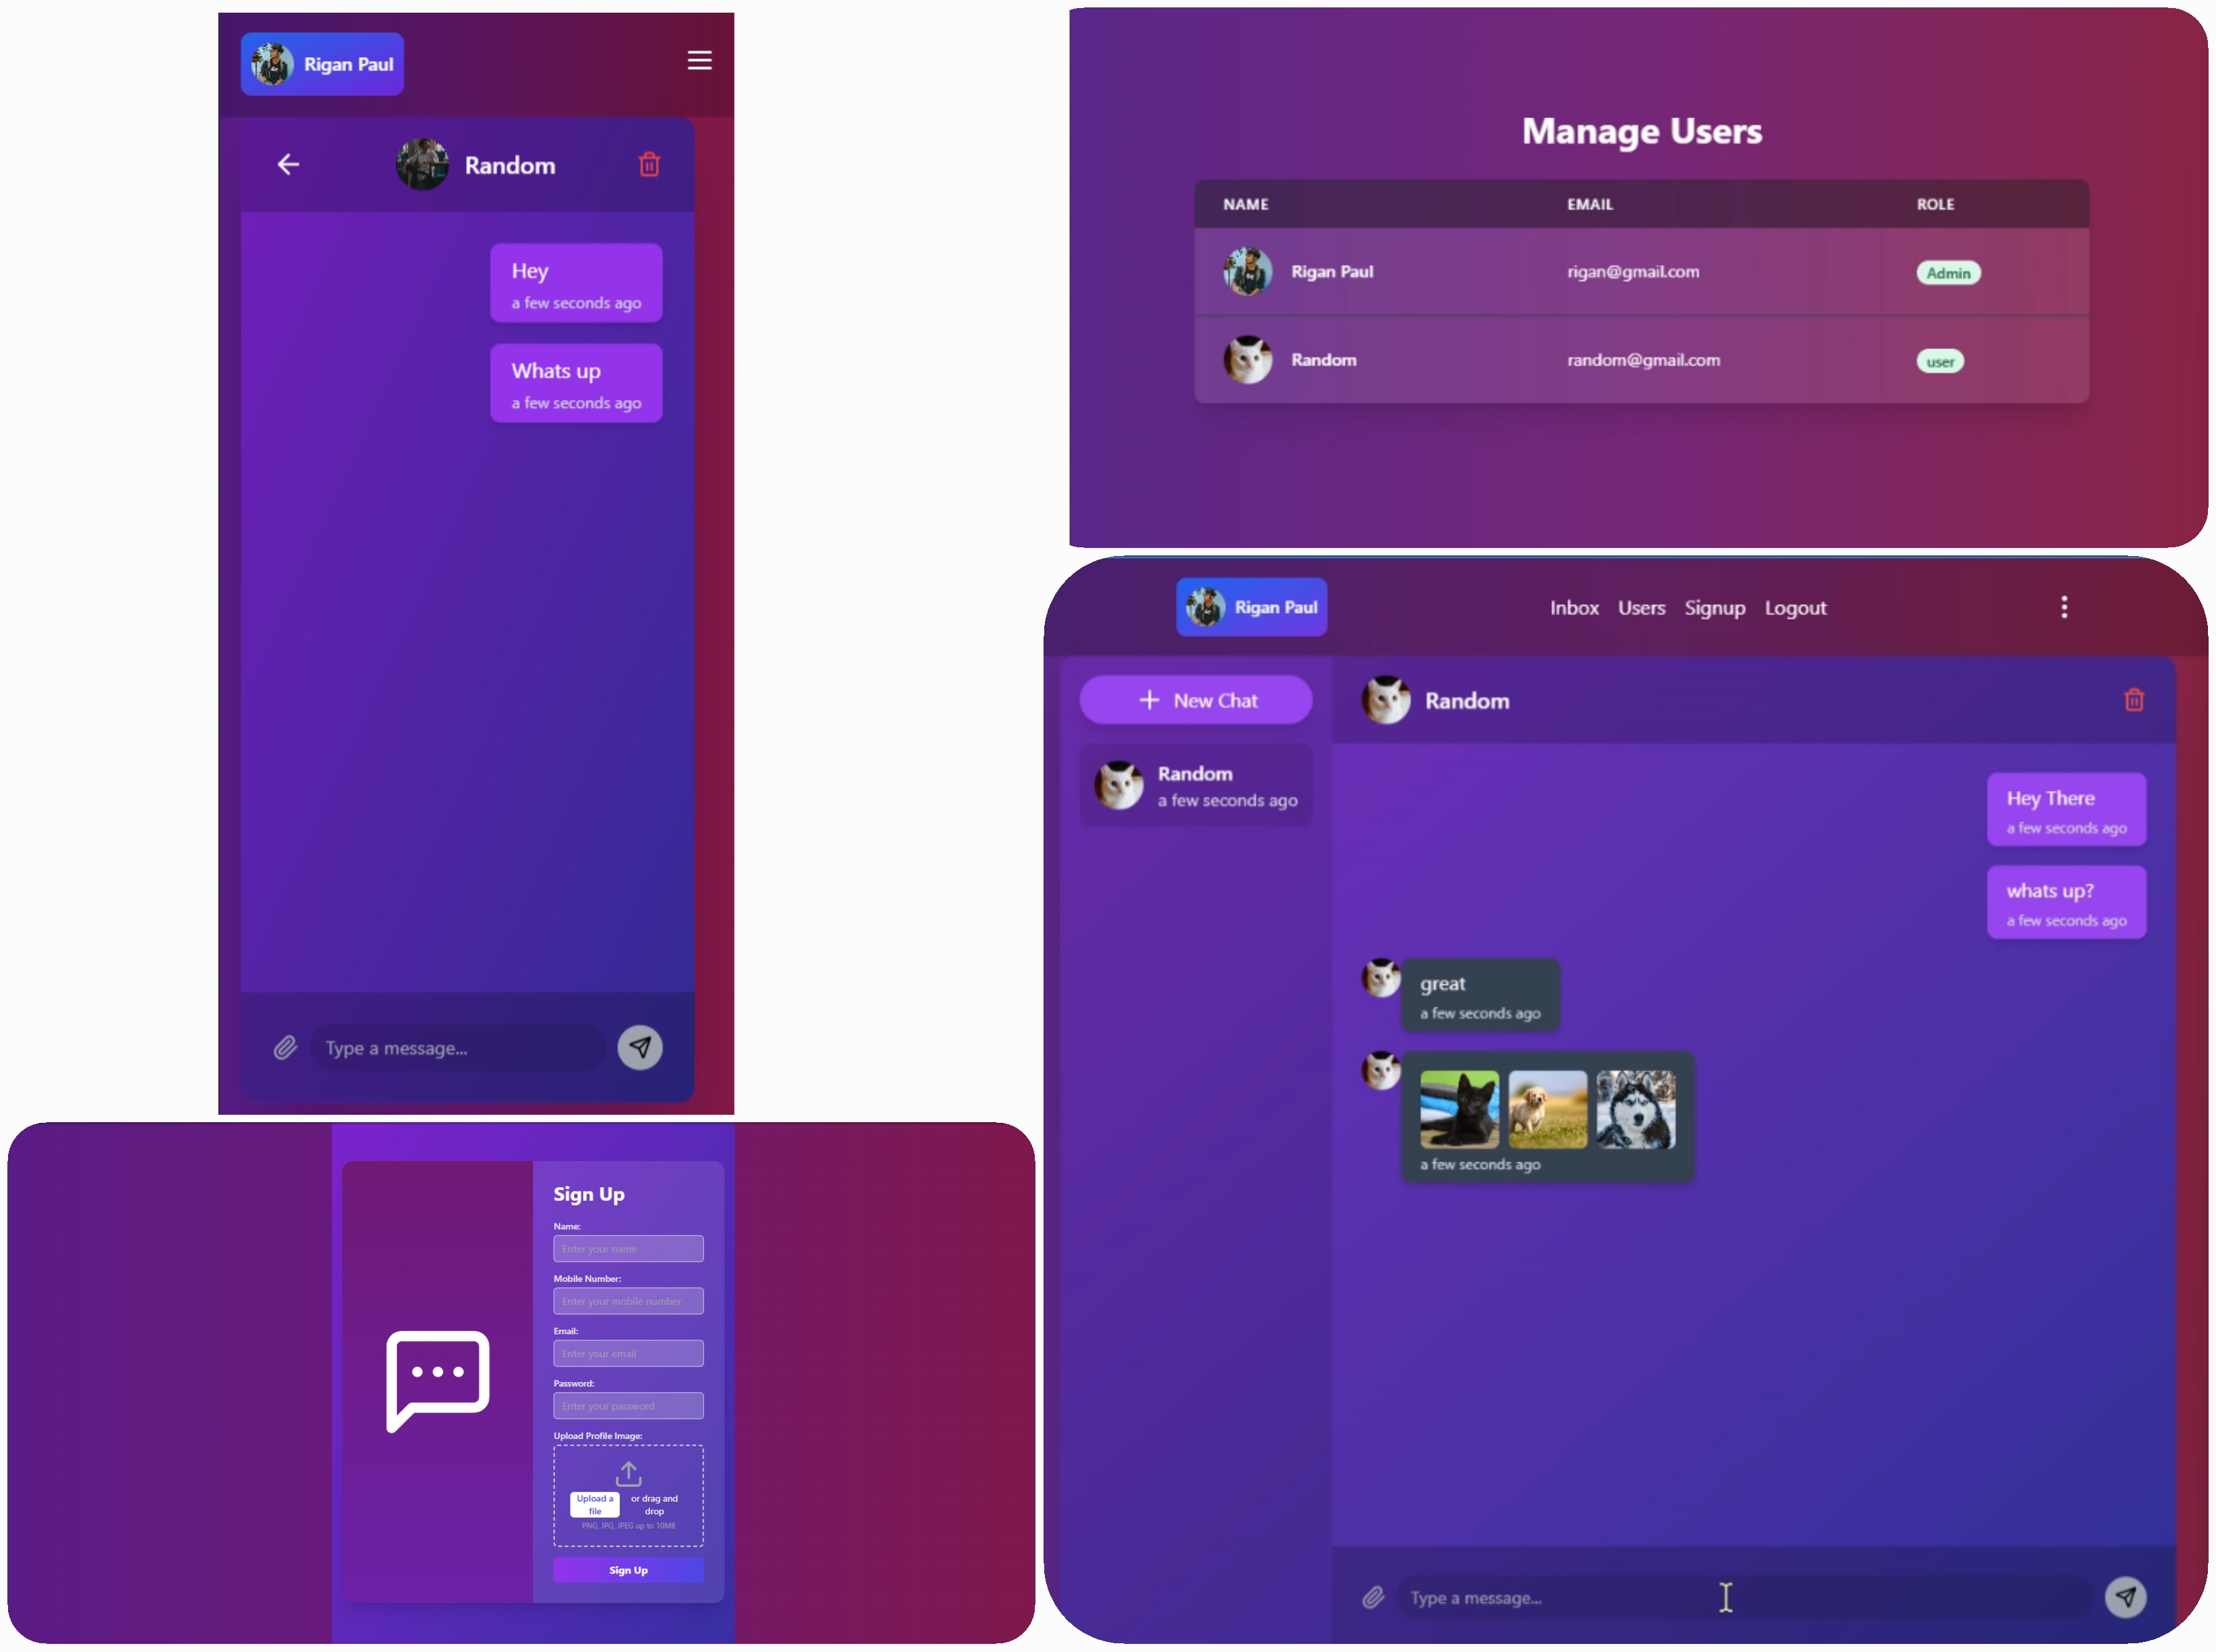 Rigan Paul
Random
Hey
a few seconds ago
Whats up
a few seconds ago
Type a message...
Manage Users
NAME EMAIL ROLE
Rigan Paul rigan@gmail.com Admin
Random random@gmail.com user
Rigan Paul Inbox Users Signup Logout
New Chat
Random
a few seconds ago
Random
Hey There
a few seconds ago
whats up?
a few seconds ago
great
a few seconds ago
a few seconds ago
Type a message...
Sign Up
Name:
Enter your name
Mobile Number:
Enter your mobile number
Email:
Enter your email
Password:
Enter your password
Upload Profile Image:
Upload a
file
or drag and
drop
PNG, JPG, JPEG up to 10MB
Sign Up